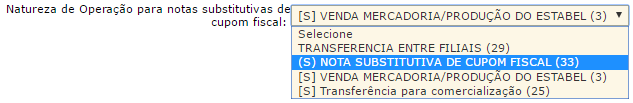 Natureza de Operação para notas substitutivas de
cupom fiscal:
[S] VENDA MERCADORIA/PRODUÇÃO DO ESTABEL (3)
Selecione
TRANSFERENCIA ENTRE FILIAIS (29)
(S) NOTA SUBSTITUTIVA DE CUPOM FISCAL (33)
[S] VENDA MERCADORIA/PRODUÇÃO DO ESTABEL (3)
[S] Transferência para comercialização (25)